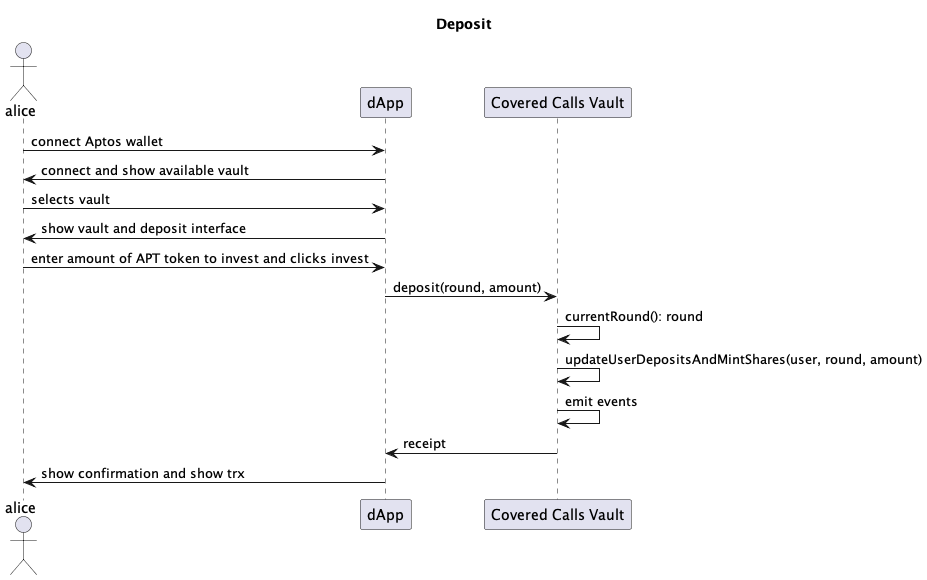 Deposit
alice
dApp
Covered Calls Vault
connect Aptos wallet
connect and show available vault
selects vault
show vault and deposit interface
enter amount of APT token to invest and clicks invest
deposit(round, amount)
currentRound(): round
updateUserDepositsAndMintShares(user, round, amount)
emit events
receipt
show confirmation and show trx
alice
dApp
Covered Calls Vault